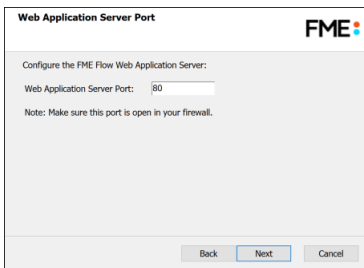 Web Application Server Port
FME
Configure the FME Flow Web Application Server:
Web Application Server Port: 80
Note: Make sure this port is open in your firewall.
Back Next Cancel